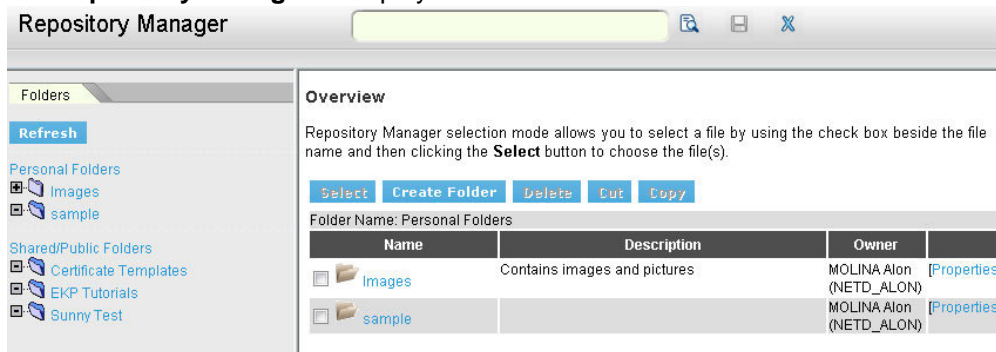 Repository Manager
Folders
Refresh
Personal Folders
Images
sample
Shared/Public Folders
Certificate Templates
EKP Tutorials
Sunny Test
Overview
Repository Manager selection mode allows you to select a file by using the check box beside the file
name and then clicking the Select button to choose the file(s).
Select Create Folder Delete Cut Copy
Folder Name: Personal Folders
Name Description Owner
Images Contains images and pictures MOLINA Alon [Properties
(NETD_ALON)
sample MOLINA Alon [Properties
(NETD_ALON)